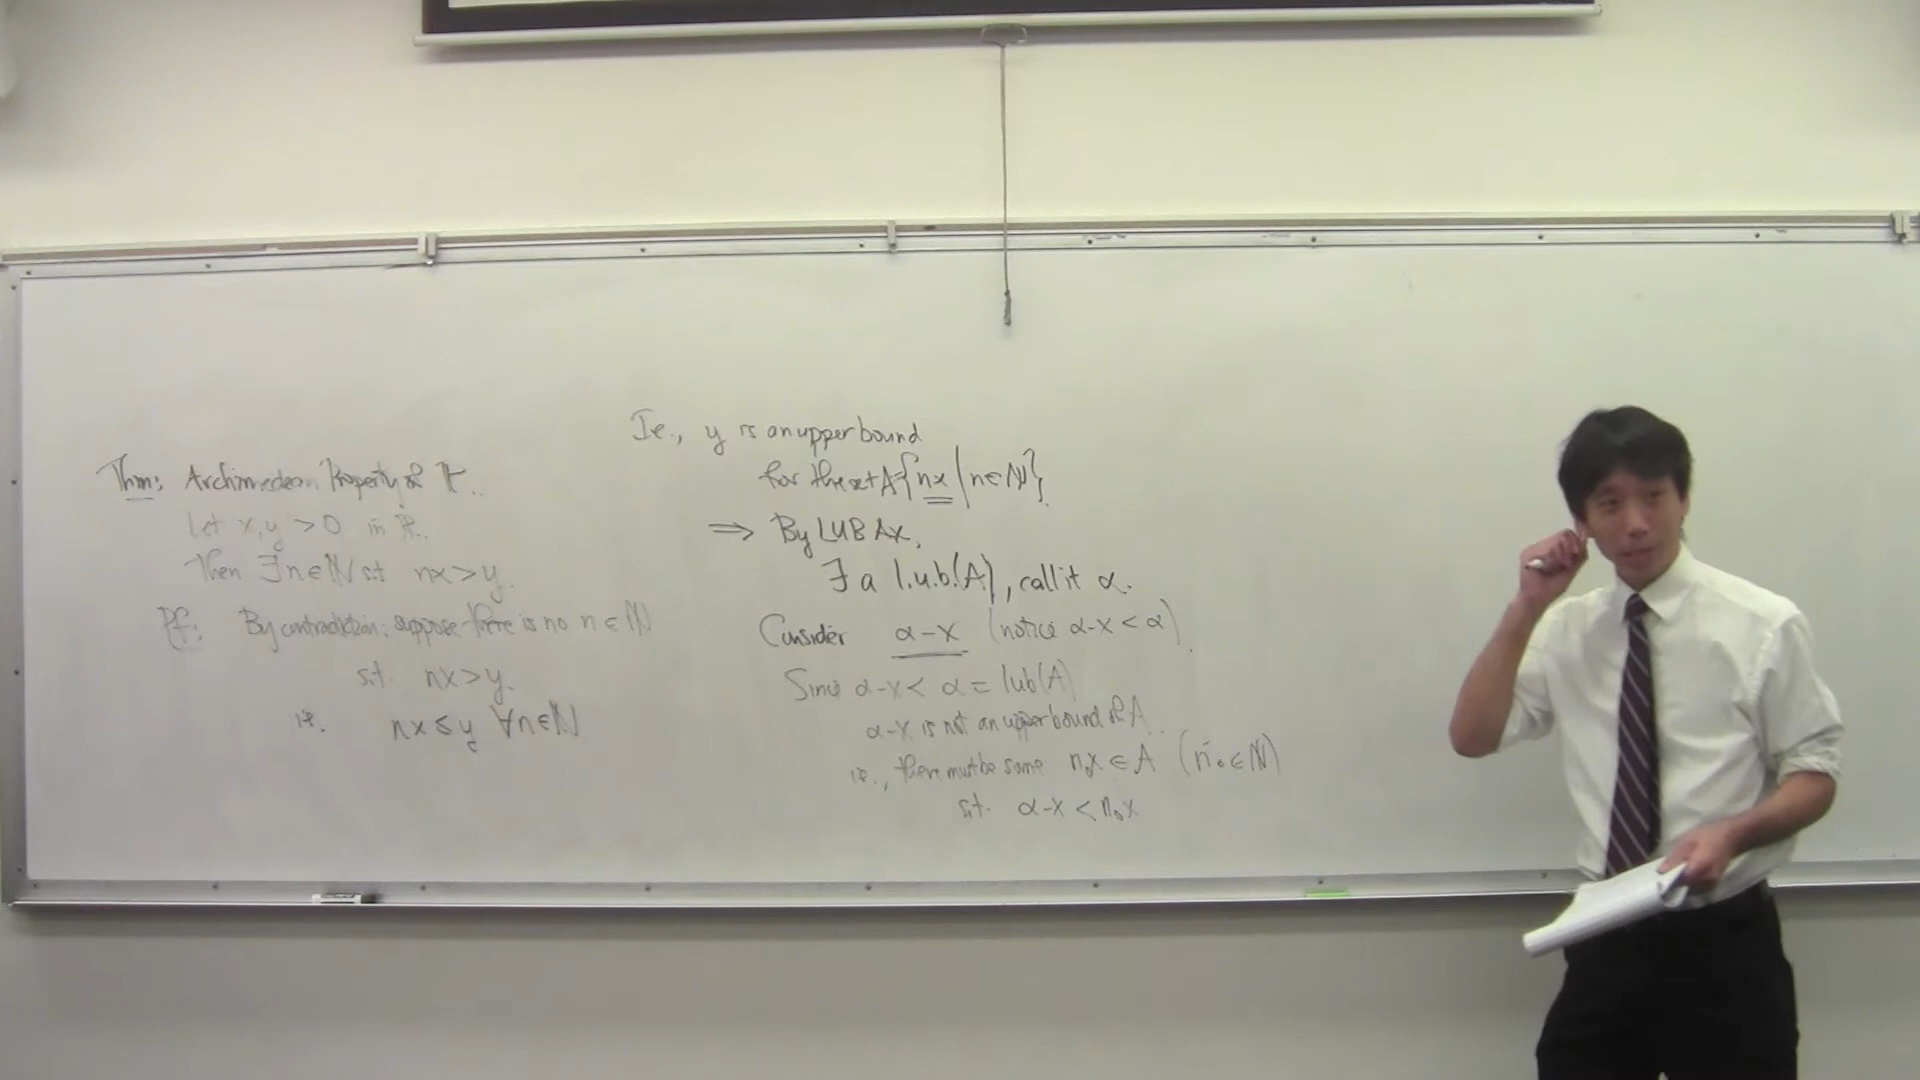 Thm: Archimedean Property of ℝ.
Let x, y > 0 in ℝ.
Then ∃ n ∈ ℕ s.t. nx > y.
Pf: By contradiction, suppose there is no n ∈ ℕ
s.t. nx > y.
i.e. nx ≤ y ∀ n ∈ ℕ
I.e., y is an upper bound
for the set A = {nx | n ∈ ℕ}.
⇒ By LUB Ax,
∃ a l.u.b.(A), call it α.
Consider α-x (notice α-x < α).
Since α-x < α = lub(A)
α-x is not an upper bound of A.
i.e., there must be some n₀x ∈ A (n₀ ∈ ℕ)
s.t. α-x < n₀x